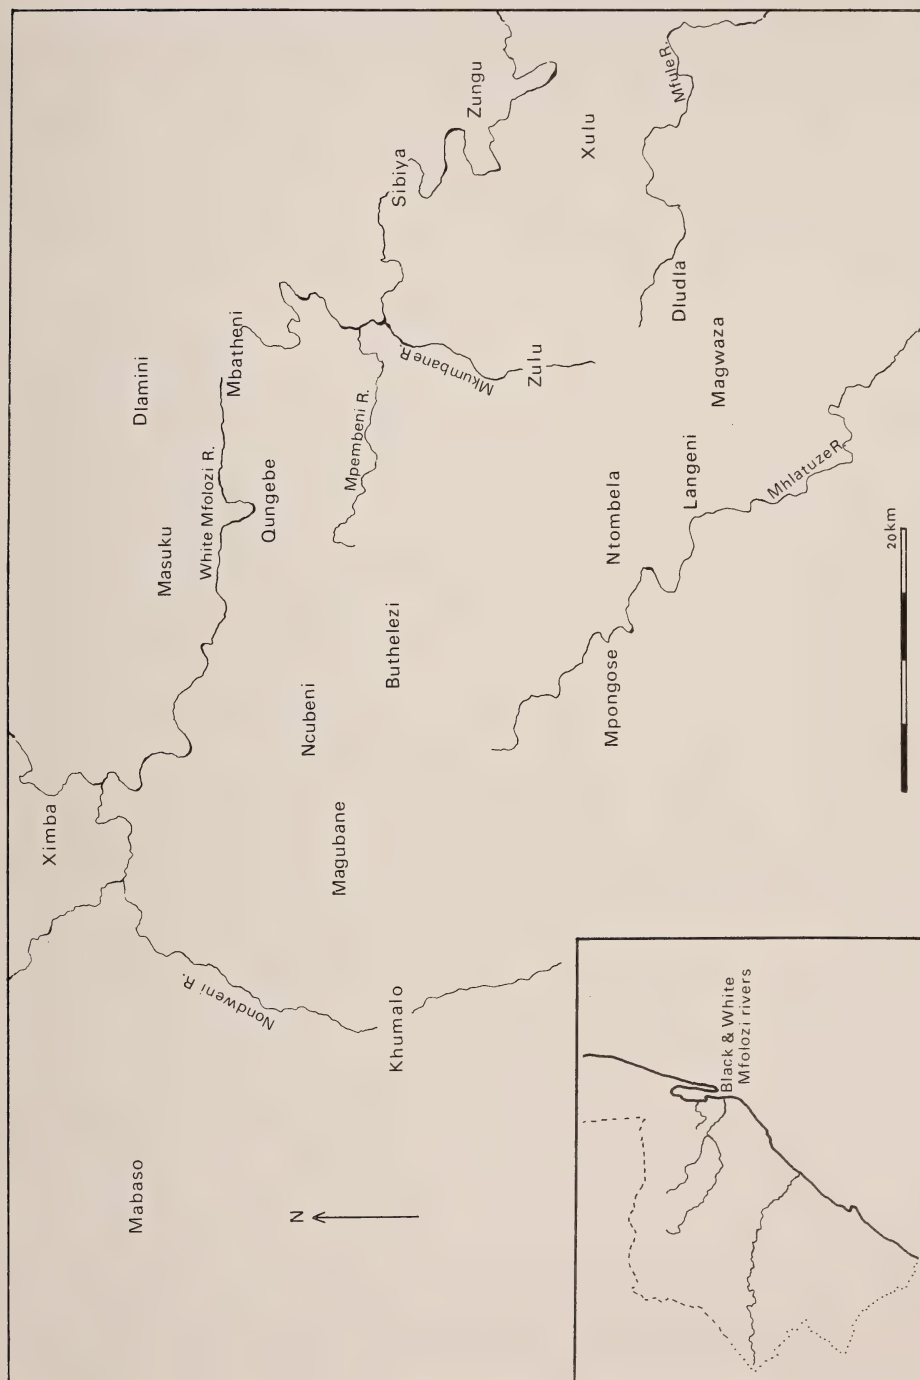 Ximba
Mabaso
Dlamini
Masuku
White Mfolozi R.
Nondweni R.
Mbatheni
Qungebe
N
Ncubeni
Magubane
Mpembeni R.
Buthelezi
Khumalo
Sibiya
Mkumbane R.
Zungu
Zulu
Xulu
Mpongose
Ntombela
Mfule R.
Dludla
Langeni
Magwaza
Black & White
Mfolozi rivers
Mhlatuze R.
20km